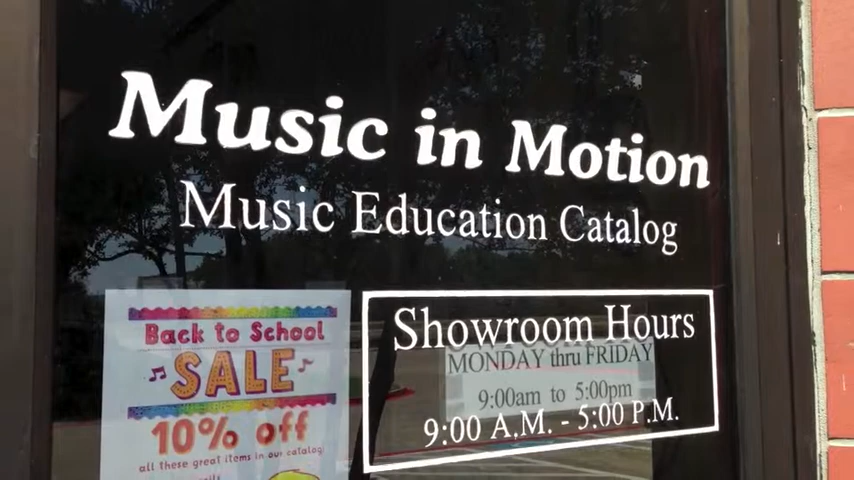 Music in Motion
Music Education Catalog
Back to School
SALE
10% off
all these great items in our catalog
Showroom Hours
MONDAY thru FRIDAY
9:00am to 5:00pm
9:00 A.M. - 5:00 P.M.